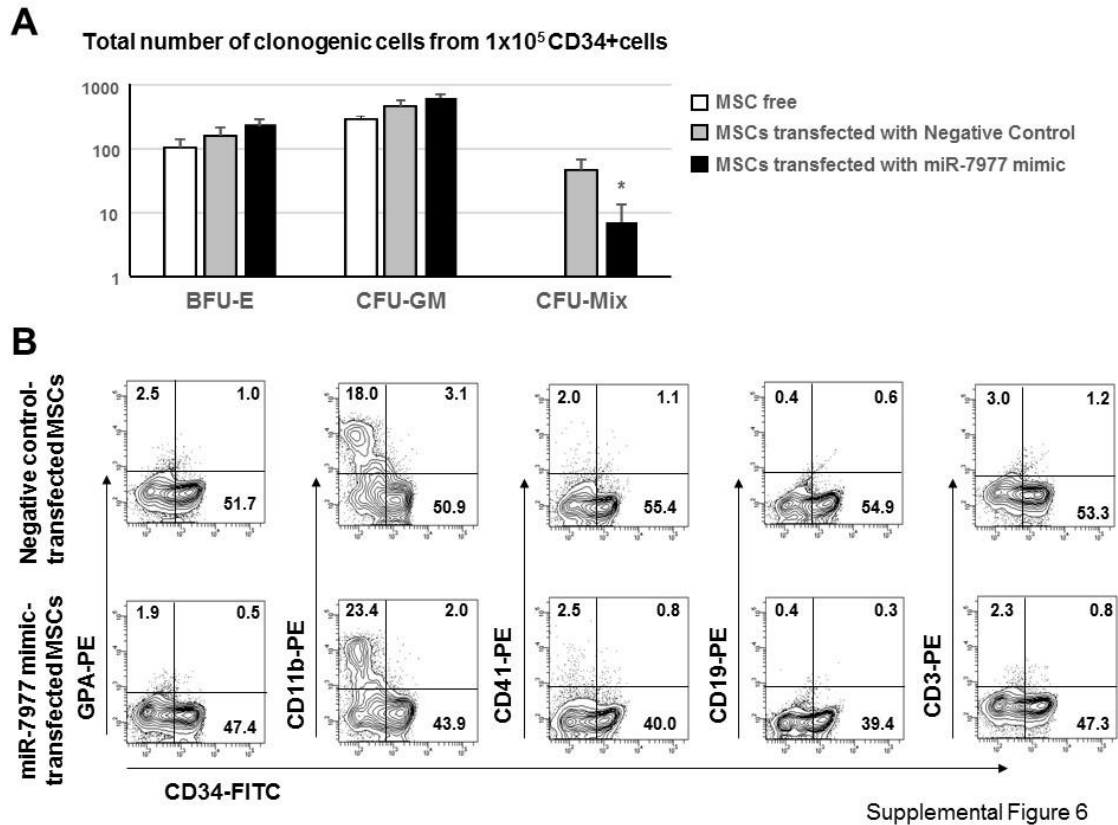 A
Total number of clonogenic cells from 1x10⁵ CD34+cells
1000
100
10
1
*
BFU-E
CFU-GM
CFU-Mix
MSC free
MSCs transfected with Negative Control
MSCs transfected with miR-7977 mimic
B
Negative control-
transfected MSCs
2.5 1.0
51.7
18.0 3.1
50.9
2.0 1.1
55.4
0.4 0.6
54.9
3.0 1.2
53.3
miR-7977 mimic-
transfected MSCs
GPA-PE
1.9 0.5
47.4
CD11b-PE
23.4 2.0
43.9
CD41-PE
2.5 0.8
40.0
CD19-PE
0.4 0.3
39.4
CD3-PE
2.3 0.8
47.3
CD34-FITC
Supplemental Figure 6